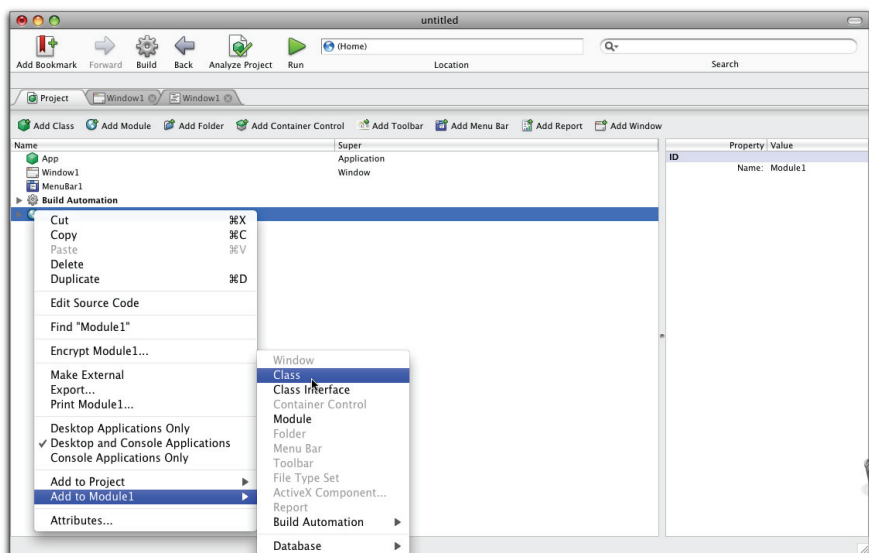 untitled
(Home)
Add Bookmark Forward Build Back Analyze Project Run Location Search
Project Window1 Window1
Add Class Add Module Add Folder Add Container Control Add Toolbar Add Menu Bar Add Report Add Window
Name Super Property Value
App Application ID
Window1 Window Name: Module1
MenuBar1
Build Automation
Cut ⌘X
Copy ⌘C
Paste ⌘V
Delete
Duplicate ⌘D
Edit Source Code
Find "Module1"
Encrypt Module1...
Make External
Export...
Print Module1...
Desktop Applications Only
✓ Desktop and Console Applications
Console Applications Only
Add to Project
Add to Module1
Attributes...
Window
Class
Class Interface
Container Control
Module
Folder
Menu Bar
Toolbar
File Type Set
ActiveX Component...
Report
Build Automation
Database